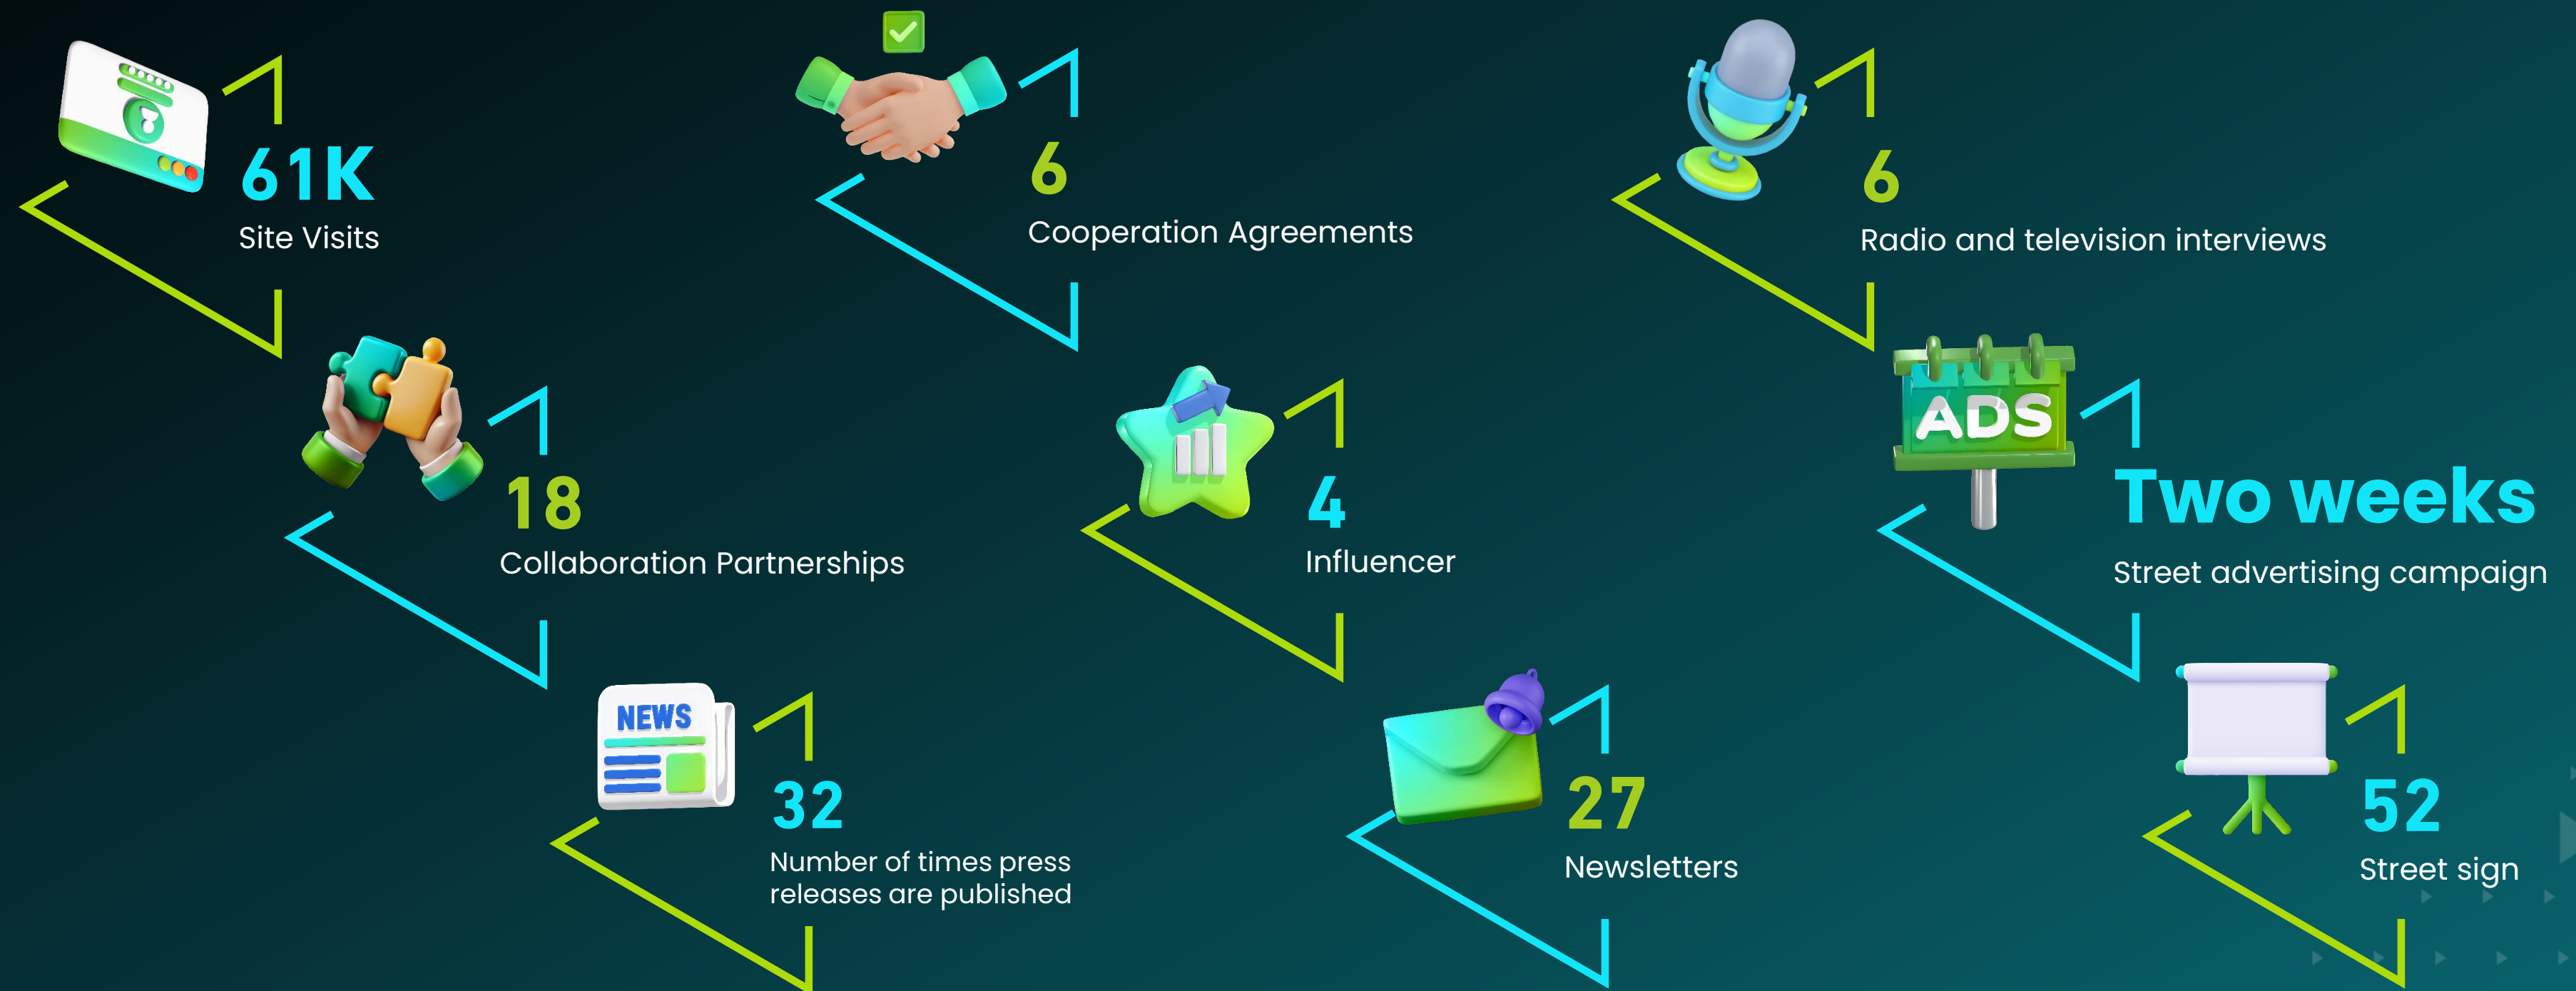 61K
Site Visits
18
Collaboration Partnerships
NEWS
32
Number of times press
releases are published
6
Cooperation Agreements
4
Influencer
27
Newsletters
6
Radio and television interviews
ADS
Two weeks
Street advertising campaign
52
Street sign